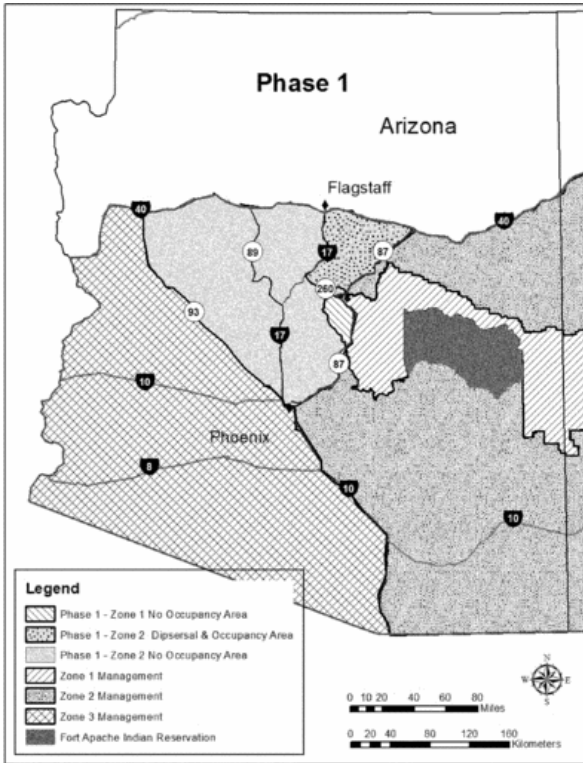 Phase 1
Arizona
Flagstaff
40
40
89
17
87
260
93
17
87
10
Phoenix
8
10
10
Legend
Phase 1 - Zone 1 No Occupancy Area
Phase 1 - Zone 2 Dipsersal & Occupancy Area
Phase 1 - Zone 2 No Occupancy Area
Zone 1 Management
Zone 2 Management
Zone 3 Management
Fort Apache Indian Reservation
N
W E
S
0 10 20 40 60 80
Miles
0 20 40 80 120 160
Kilometers